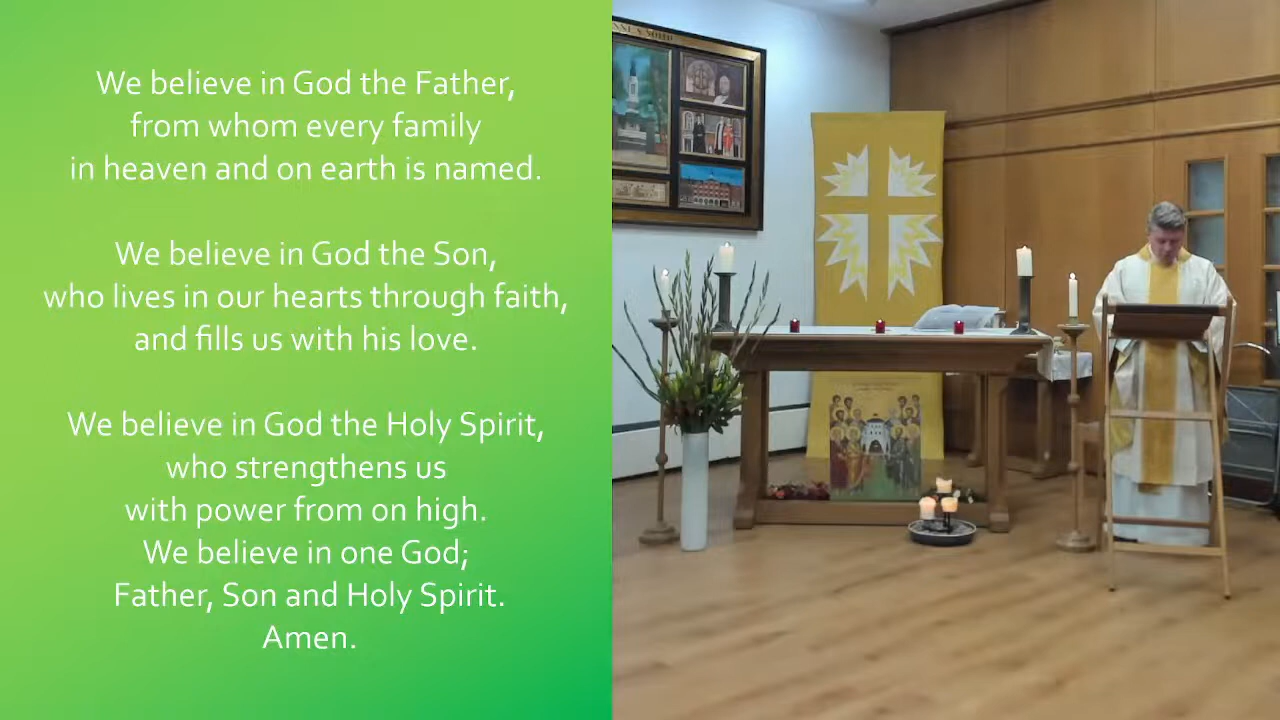 We believe in God the Father,
from whom every family
in heaven and on earth is named.
We believe in God the Son,
who lives in our hearts through faith,
and fills us with his love.
We believe in God the Holy Spirit,
who strengthens us
with power from on high.
We believe in one God;
Father, Son and Holy Spirit.
Amen.